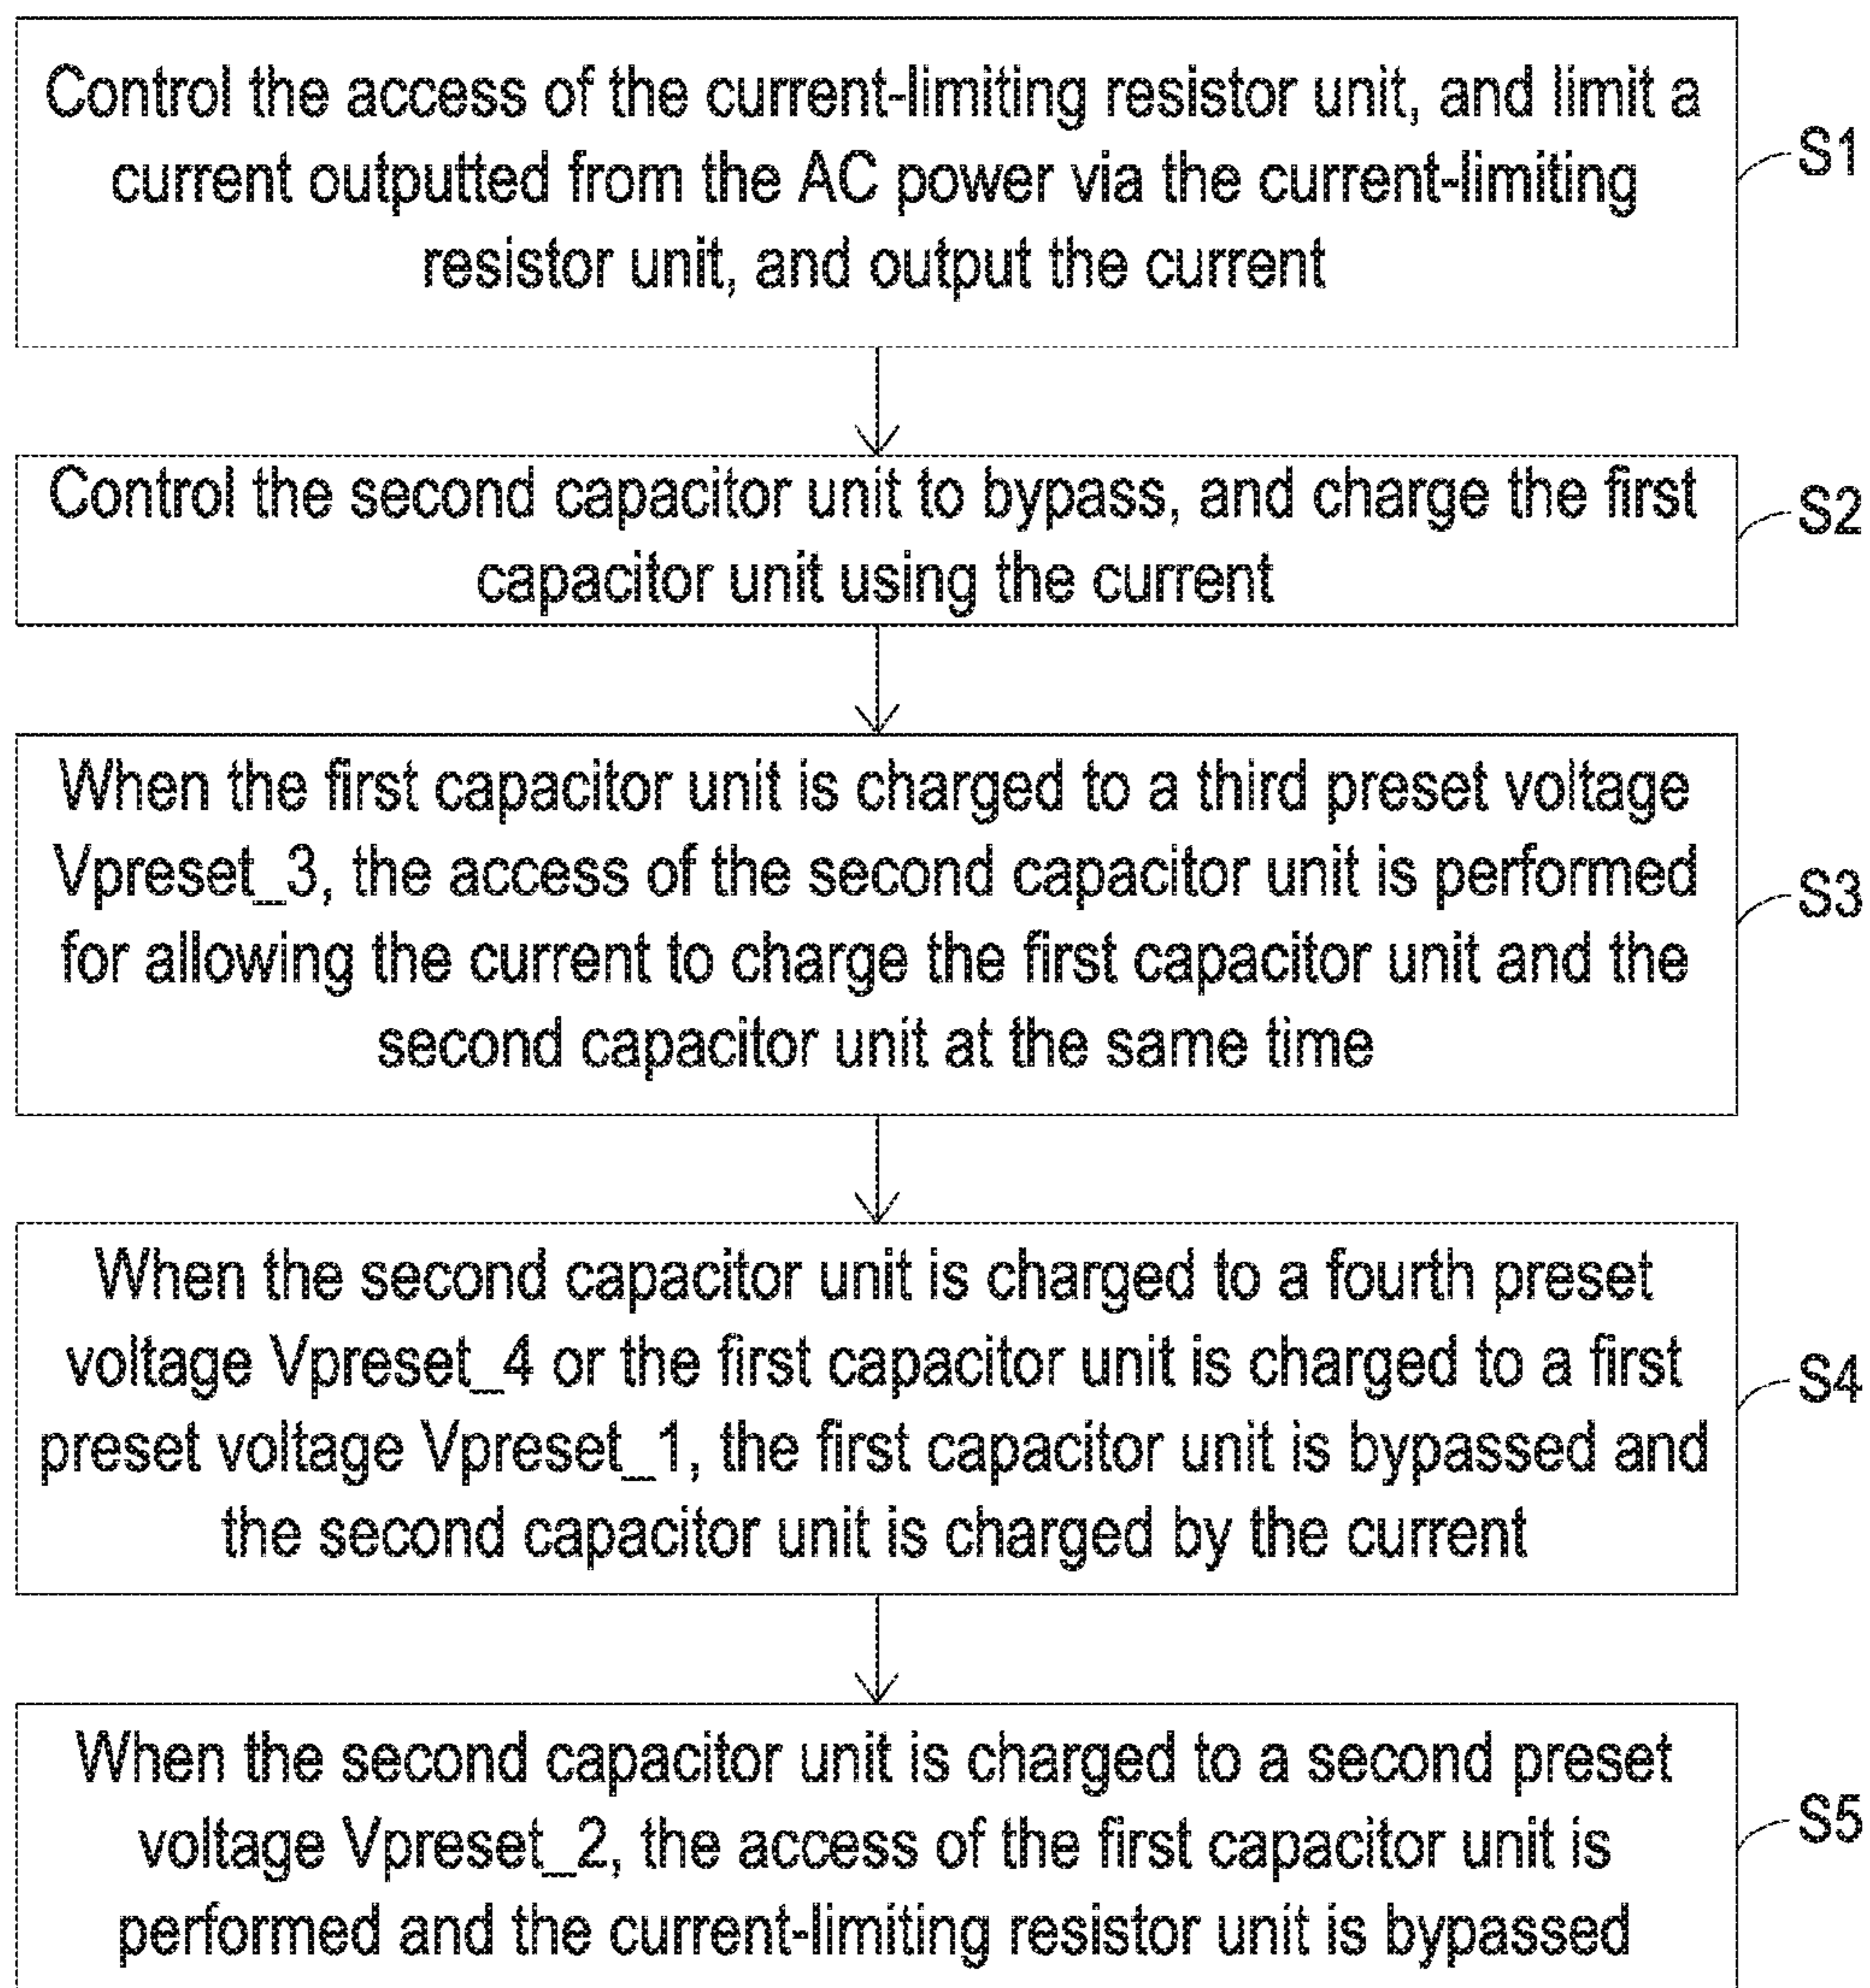 Control the access of the current-limiting resistor unit, and limit a
current outputted from the AC power via the current-limiting
resistor unit, and output the current
S1
Control the second capacitor unit to bypass, and charge the first
capacitor unit using the current
S2
When the first capacitor unit is charged to a third preset voltage
Vpreset_3, the access of the second capacitor unit is performed
for allowing the current to charge the first capacitor unit and the
second capacitor unit at the same time
S3
When the second capacitor unit is charged to a fourth preset
voltage Vpreset_4 or the first capacitor unit is charged to a first
preset voltage Vpreset_1, the first capacitor unit is bypassed and
the second capacitor unit is charged by the current
S4
When the second capacitor unit is charged to a second preset
voltage Vpreset_2, the access of the first capacitor unit is
performed and the current-limiting resistor unit is bypassed
S5